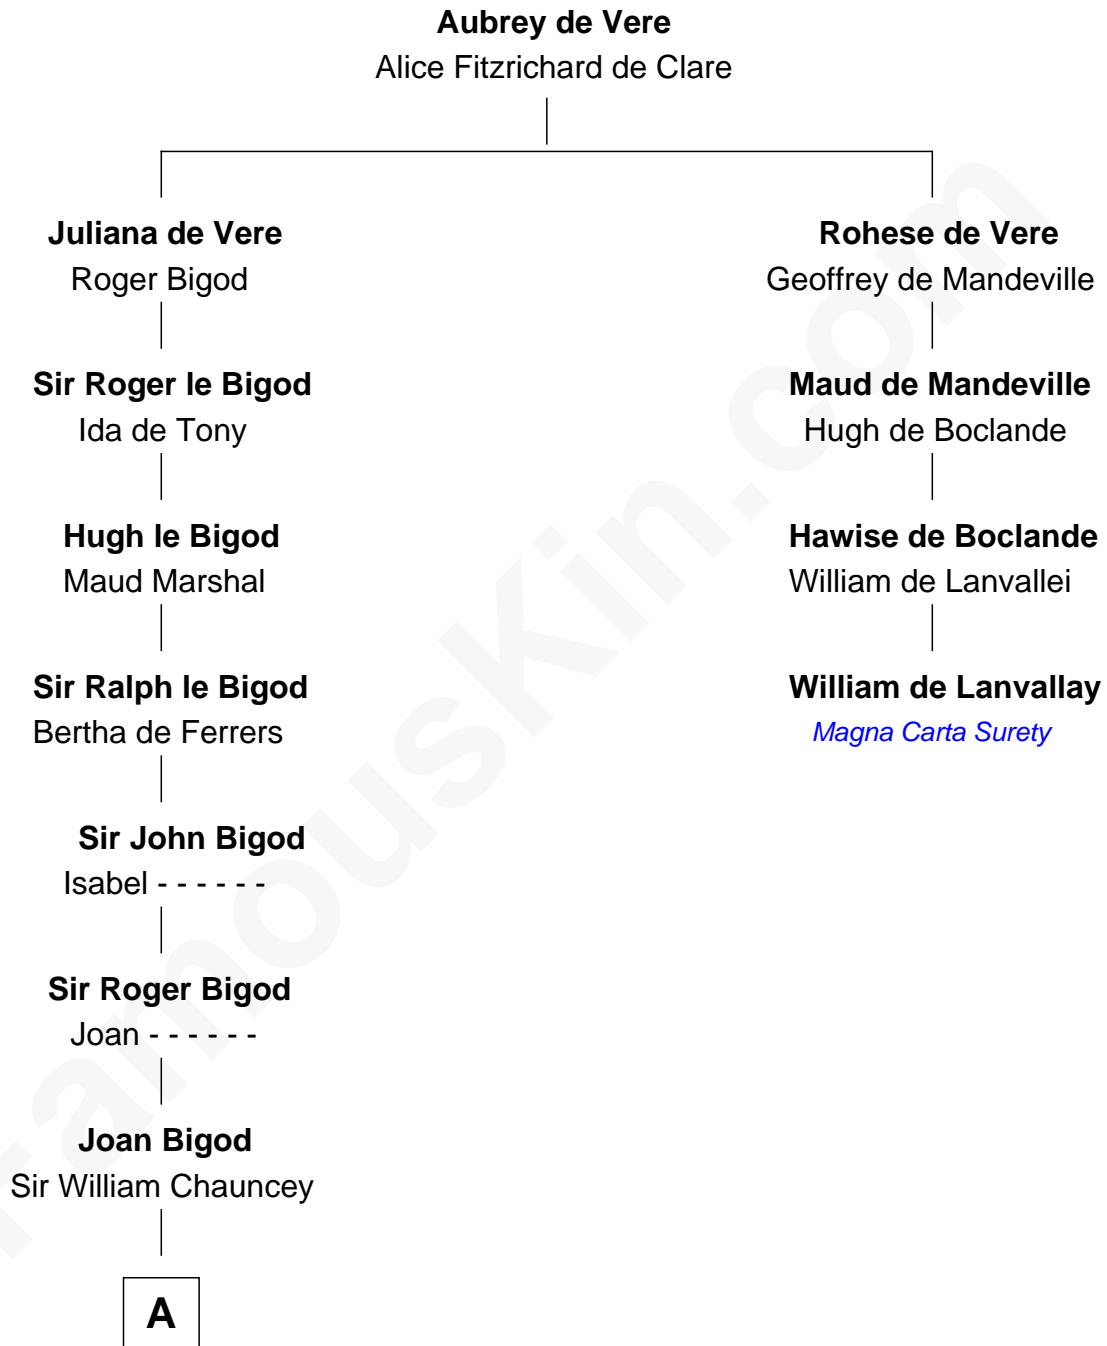 Aubrey de Vere
Alice Fitzrichard de Clare
Juliana de Vere
Roger Bigod
Rohese de Vere
Geoffrey de Mandeville
Sir Roger le Bigod
Ida de Tony
Maud de Mandeville
Hugh de Boclande
Hugh le Bigod
Maud Marshal
Hawise de Boclande
William de Lanvallei
Sir Ralph le Bigod
Bertha de Ferrers
William de Lanvallay
Magna Carta Surety
Sir John Bigod
Isabel - - - - - -
Sir Roger Bigod
Joan - - - - - -
Joan Bigod
Sir William Chauncey
A
FamousKin.com